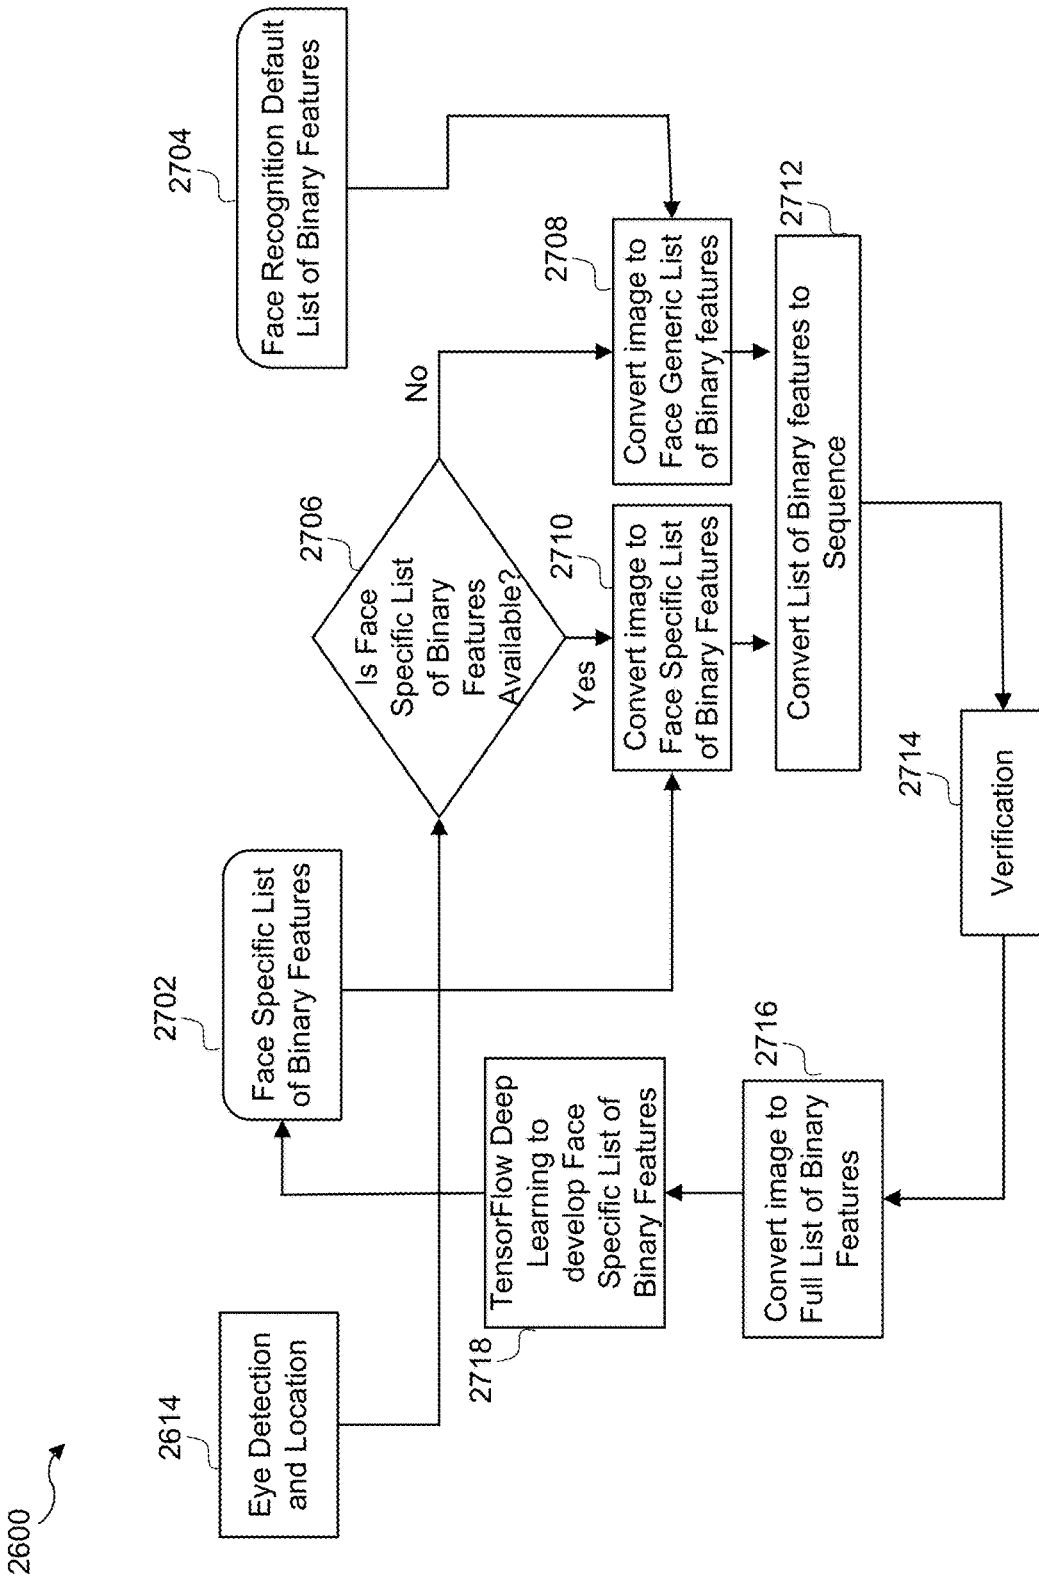 2600
2614
Eye Detection
and Location
2702
Face Specific List
of Binary Features
2704
Face Recognition Default
List of Binary Features
2706
Is Face
Specific List
of Binary
Features
Available?
No
Yes
2718
TensorFlow Deep
Learning to
develop Face
Specific List of
Binary Features
2710
Convert image to
Face Specific List
of Binary Features
2708
Convert image to
Face Generic List
of Binary features
2716
Convert image to
Full List of Binary
Features
2712
Convert List of Binary features to
Sequence
2714
Verification